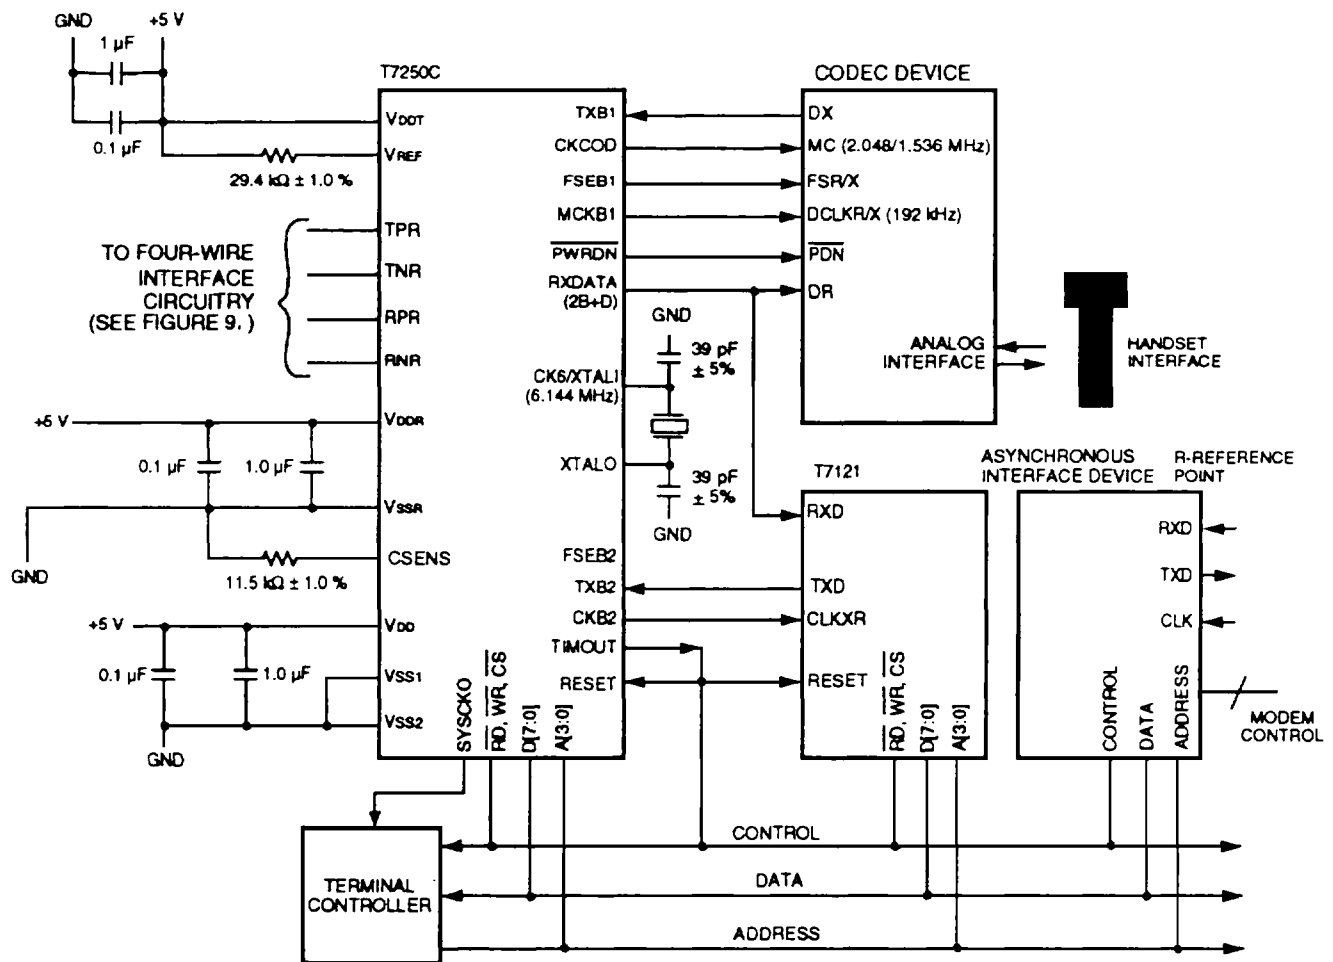 GND
+5 V
1 µF
0.1 µF
29.4 kΩ ± 1.0 %
TO FOUR-WIRE
INTERFACE
CIRCUITRY
(SEE FIGURE 9. )
+5 V
0.1 µF
1.0 µF
GND
11.5 kΩ ± 1.0 %
+5 V
0.1 µF
1.0 µF
GND
T7250C
VDDT
VREF
TPR
TNR
RPR
RNR
VDDR
VSSR
CSENS
VDD
VSS1
VSS2
TXB1
CKCOD
FSEB1
MCKB1
PWRDN
RXDATA
(2B+D)
CK6/XTALI
(6.144 MHz)
XTALO
FSEB2
TXB2
CKB2
TIMOUT
RESET
SYSCKO
RD, WR, CS
D[7:0]
A[3:0]
GND
39 pF
± 5%
39 pF
± 5%
GND
CODEC DEVICE
DX
MC (2.048/1.536 MHz)
FSR/X
DCLKR/X (192 kHz)
PDN
DR
ANALOG
INTERFACE
HANDSET
INTERFACE
T7121
RXD
TXD
CLKXR
RESET
RD, WR, CS
D[7:0]
A[3:0]
ASYNCHRONOUS
INTERFACE DEVICE
R-REFERENCE
POINT
RXD
TXD
CLK
CONTROL
DATA
ADDRESS
MODEM
CONTROL
TERMINAL
CONTROLLER
CONTROL
DATA
ADDRESS